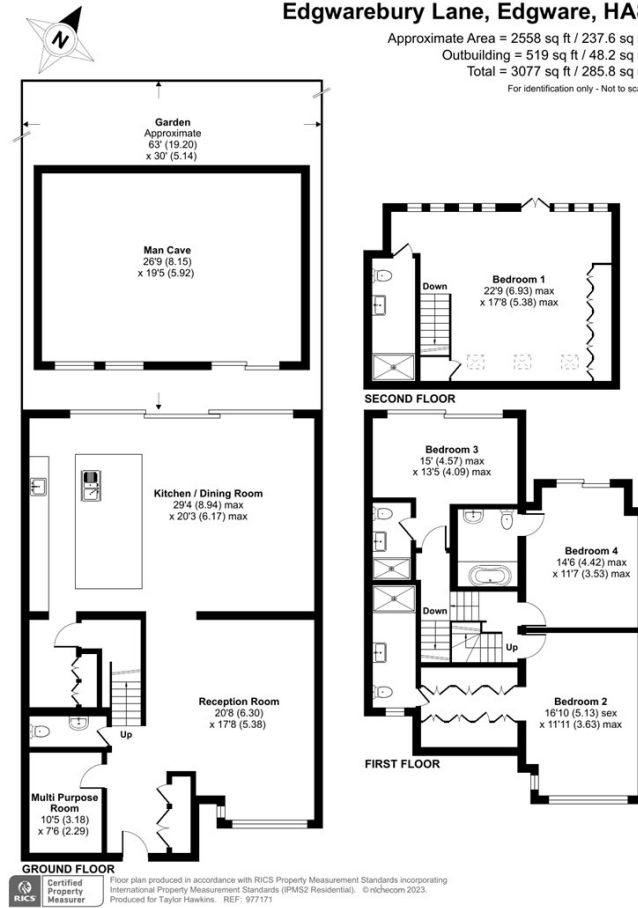 Edgwarebury Lane, Edgware, HA8
Approximate Area = 2558 sq ft / 237.6 sq
Outbuilding = 519 sq ft / 48.2 sq
Total = 3077 sq ft / 285.8 sq
For identification only - Not to sca
N
Garden
Approximate
63' (19.20)
x 30' (5.14)
Man Cave
26'9 (8.15)
x 19'5 (5.92)
Bedroom 1
22'9 (6.93) max
x 17'8 (5.38) max
Down
SECOND FLOOR
Kitchen / Dining Room
29'4 (8.94) max
x 20'3 (6.17) max
Bedroom 3
15' (4.57) max
x 13'5 (4.09) max
Bedroom 4
14'6 (4.42) max
x 11'7 (3.53) max
Down
Up
Reception Room
20'8 (6.30)
x 17'8 (5.38)
Up
Bedroom 2
16'10 (5.13) sex
x 11'11 (3.63) max
FIRST FLOOR
Multi Purpose
Room
10'5 (3.18)
x 7'6 (2.29)
GROUND FLOOR
RICS
Certified
Property
Measurer
Floor plan produced in accordance with RICS Property Measurement Standards incorporating
International Property Measurement Standards (IPMS2 Residential). © nichecom 2023.
Produced for Taylor Hawkins. REF: 977171